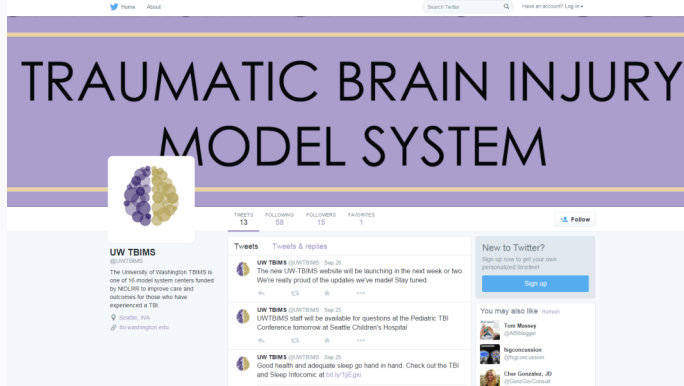 Home About Search Twitter Have an account? Log in
TRAUMATIC BRAIN INJURY
MODEL SYSTEM
TWEETS FOLLOWING FOLLOWERS FAVORITES
13 58 15 1
Follow
UW TBIMS
@UWTBIMS
The University of Washington TBIMS is
one of 16 model system centers funded
by NIDLRR to improve care and
outcomes for those who have
experienced a TBI.
Seattle, WA
tbi.washington.edu
Tweets Tweets & replies
UW TBIMS @UWTBIMS · Sep 28
The new UW-TBIMS website will be launching in the next week or two.
We're really proud of the updates we've made! Stay tuned.
UW TBIMS @UWTBIMS · Sep 25
UWTBIMS staff will be available for questions at the Pediatric TBI
Conference tomorrow at Seattle Children's Hospital
UW TBIMS @UWTBIMS · Sep 25
Good health and adequate sleep go hand in hand. Check out the TBI
and Sleep Infocomic at
New to Twitter?
Sign up now to get your own
personalized timeline!
Sign up
You may also like · Refresh
Tom Massey
@ABIblogger
fsgconcussion
@fsgconcussion
Cher Gonzalez, JD
@GonzGovConsult